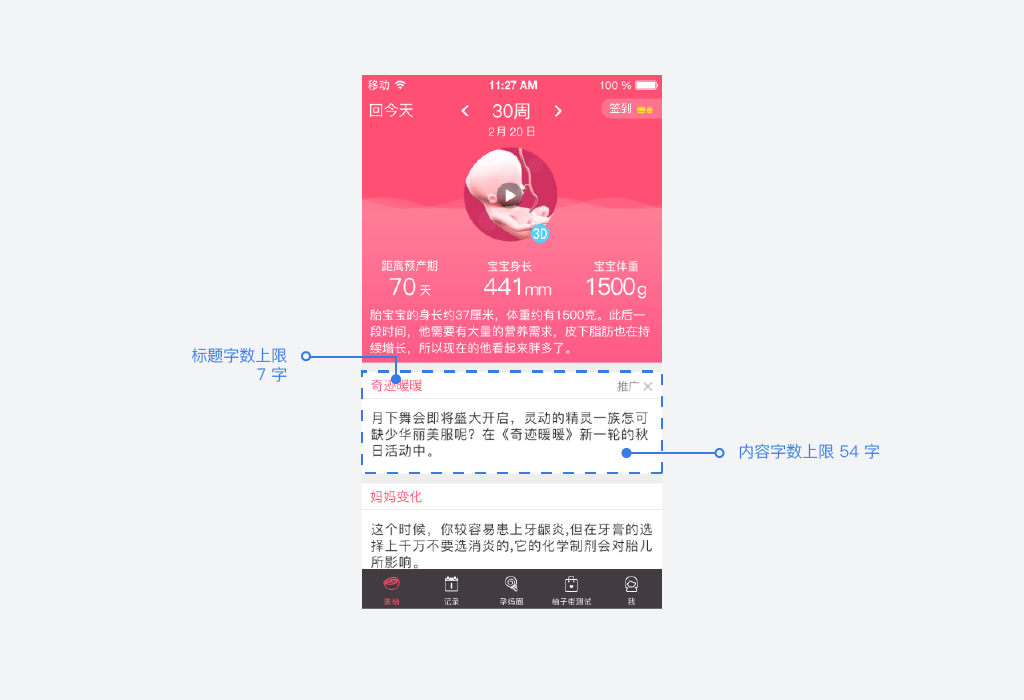 移动
11:27 AM
100 %
回今天
30周
签到
2月 20 日
3D
距离预产期
宝宝身长
宝宝体重
70 天
441mm
1500g
胎宝宝的身长约37厘米，体重约有1500克。此后一
段时间，他需要有大量的营养需求，皮下脂肪也在持
续增长，所以现在的他看起来胖多了。
标题字数上限
7 字
奇迹暖暖
推广
月下舞会即将盛大开启，灵动的精灵一族怎可
缺少华丽美服呢？在《奇迹暖暖》新一轮的秋
日活动中。
内容字数上限 54 字
妈妈变化
这个时候，你较容易患上牙龈炎,但在牙膏的选
择上千万不要选消炎的,它的化学制剂会对胎儿
所影响。
美柚
记录
孕妈圈
柚子街测试
我